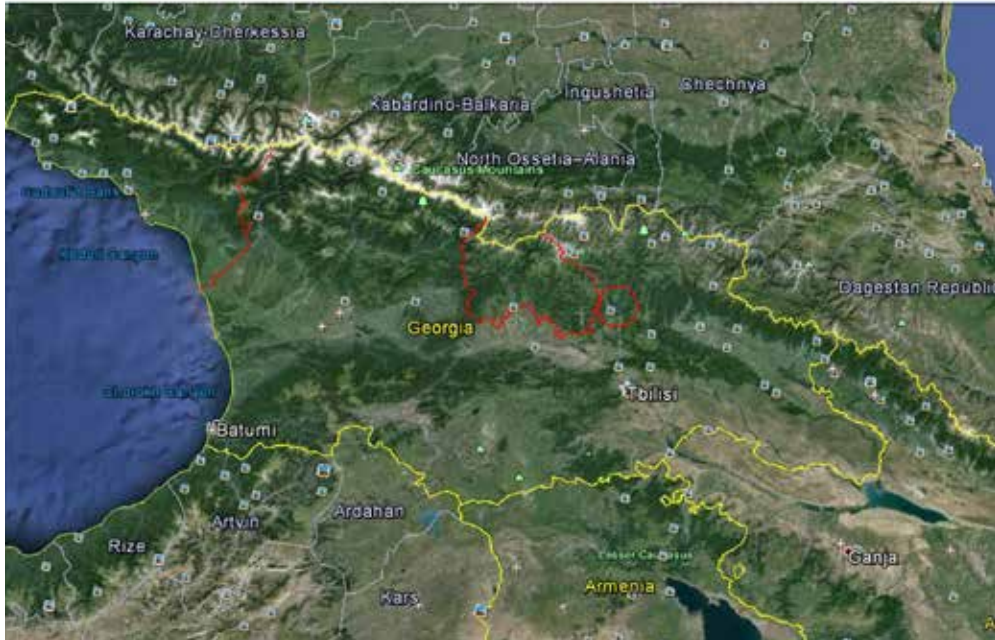 Karachay-Cherkessia
Kabardino-Balkaria
Ingushetia
Chechnya
North Ossetia–Alania
Caucasus Mountains
Dagestan Republic
Georgia
Tbilisi
Batumi
Artvin
Ardahan
Rize
Lesser Caucasus
Ganja
Armenia
Kars
A